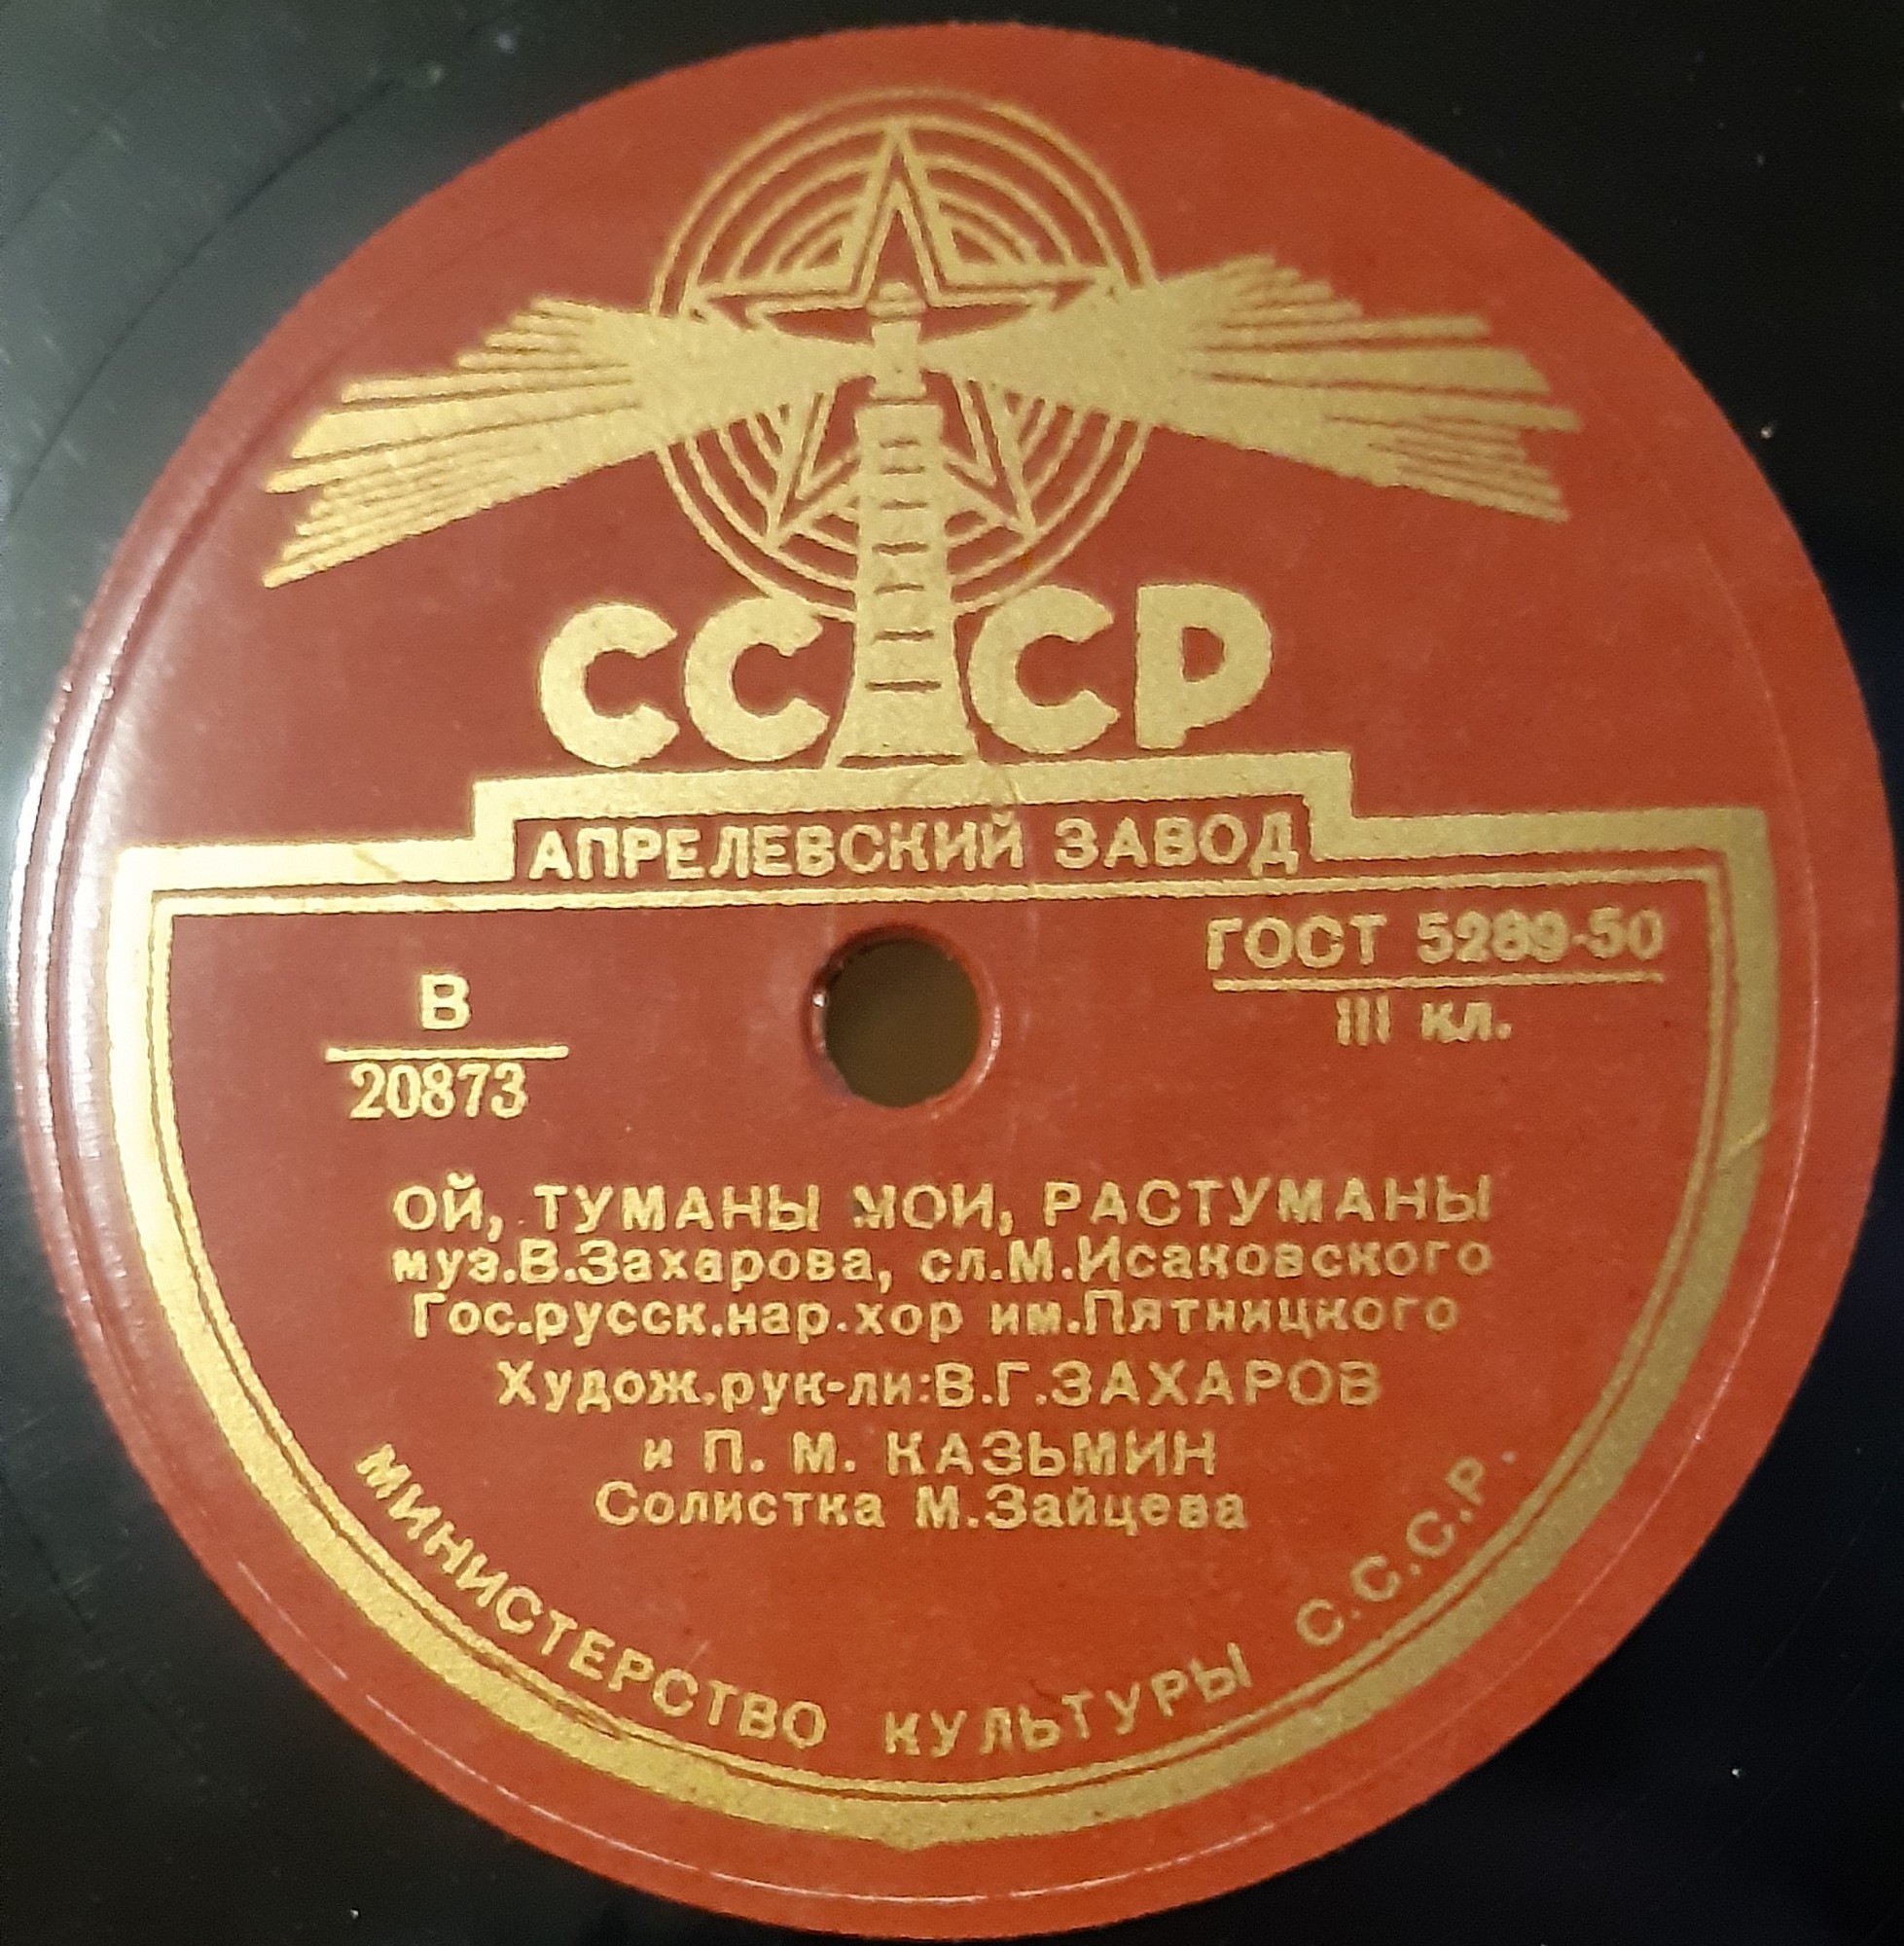 СССР
АПРЕЛЕВСКИЙ ЗАВОД
ГОСТ 5289-50
III кл.
В
20873
ОЙ, ТУМАНЫ МОИ, РАСТУМАНЫ
муз.В.Захарова, сл.М.Исаковского
Гос.русск.нар.хор им.Пятницкого
Худож.рук-ли:В.Г.ЗАХАРОВ
и П. М. КАЗЬМИН
Солистка М.Зайцева
МИНИСТЕРСТВО КУЛЬТУРЫ С.С.С.Р.